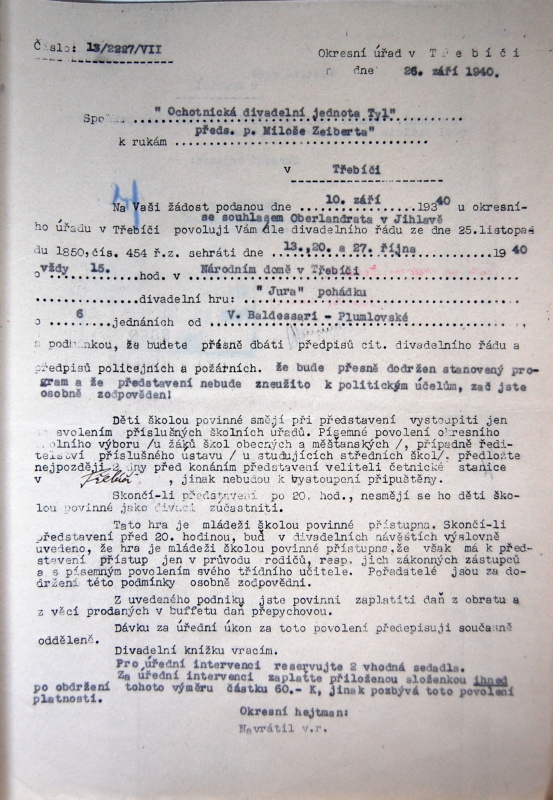 Číslo: 13/2227/VII
Okresní úřad v Třebíči
dne 26. září 1940.
" Ochotnická divadelní jednota Tyl"
předs. p. Miloše Zeiberta"
k rukám
v Třebíči
Na Vaši žádost podanou dne 10. září 19340 u okresní-
se souhlasem Oberlandrata v Jihlavě
ho úřadu v Třebíči povoluji Vám dle divadelního řádu ze dne 25.listopadu
du 1850,čís. 454 ř.z. sehráti dne 13.,20. a 27. října 1940
o vždy 15. hod. v Národním domě v Třebíči
divadelní hru: "Jura" pohádku
o 6 jednáních od V. Baldessari - Plumlovské
s podmínkou, že budete přesně dbáti předpisů cit. divadelního řádu a
předpisů policejních a požárních. že bude přesně dodržen stanovený pro-
gram a že představení nebude zneužito k politickým účelům, zač jste
osobně zodpověděn!
Děti školou povinné smějí při představení vystoupiti jen
se svolením příslušných školních úřadů. Písemné povolení okresního
školního výboru /u žáků škol obecných a měšťanských /, případně ředi-
telství příslušného ústavu / u studujících středních škol/. předložte
nejpozději 2 dny před konáním představení veliteli četnické stanice
v Třebíči , jinak nebudou k vystoupení připuštěny.
Skončí-li představení po 20. hod., nesmějí se ho děti ško-
lou povinné jako diváci zúčastniti.
Tato hra je mládeži školou povinné přístupna. Skončí-li
představení před 20. hodinou, buď v divadelních návěstích výslovně
uvedeno, že hra je mládeži školou povinné přístupna,že však má k před-
stavení přístup jen v průvodu rodičů, resp. jich zákonných zástupců
a s písemným povolením svého třídního učitele. Pořadatelé jsou za do-
držení této podmínky osobně zodpovědni.
Z uvedeného podniku jste povinni zaplatiti daň z obratu a
z věcí prodaných v buffetu daň přepychovou.
Dávku za úřední úkon za toto povolení předepisuji současně
odděleně.
Divadelní knížku vracím.
Pro úřední intervenci reservujte 2 vhodná sedadla.
Za úřední intervenci zaplatte přiloženou složenkou ihned
po obdržení tohoto výměru částku 60.- K, jinak pozbývá toto povolení
platnosti.
Okresní hejtman:
Navrátil v.r.